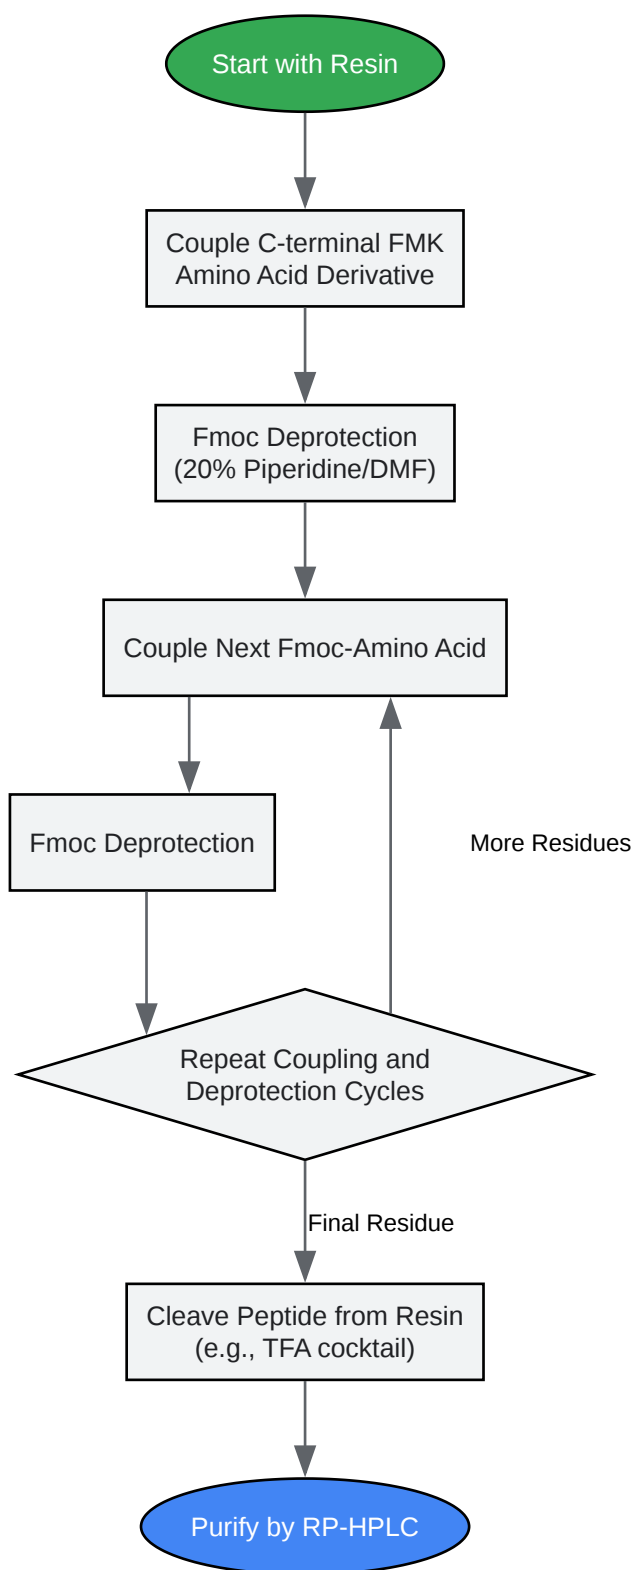 Start with Resin
Couple C-terminal FMK
Amino Acid Derivative
Fmoc Deprotection
(20% Piperidine/DMF)
Couple Next Fmoc-Amino Acid
Fmoc Deprotection
More Residues
Repeat Coupling and
Deprotection Cycles
Final Residue
Cleave Peptide from Resin
(e.g., TFA cocktail)
Purify by RP-HPLC